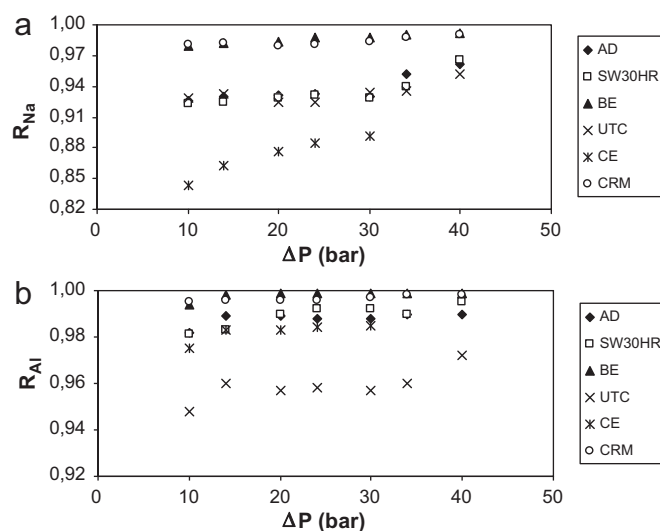 a
1,00
0,97
0,94
0,91
0,88
0,85
0,82
R_Na
0 10 20 30 40 50
ΔP (bar)
AD
SW30HR
BE
UTC
CE
CRM
b
1,00
0,98
0,96
0,94
0,92
R_Al
0 10 20 30 40 50
ΔP (bar)
AD
SW30HR
BE
UTC
CE
CRM